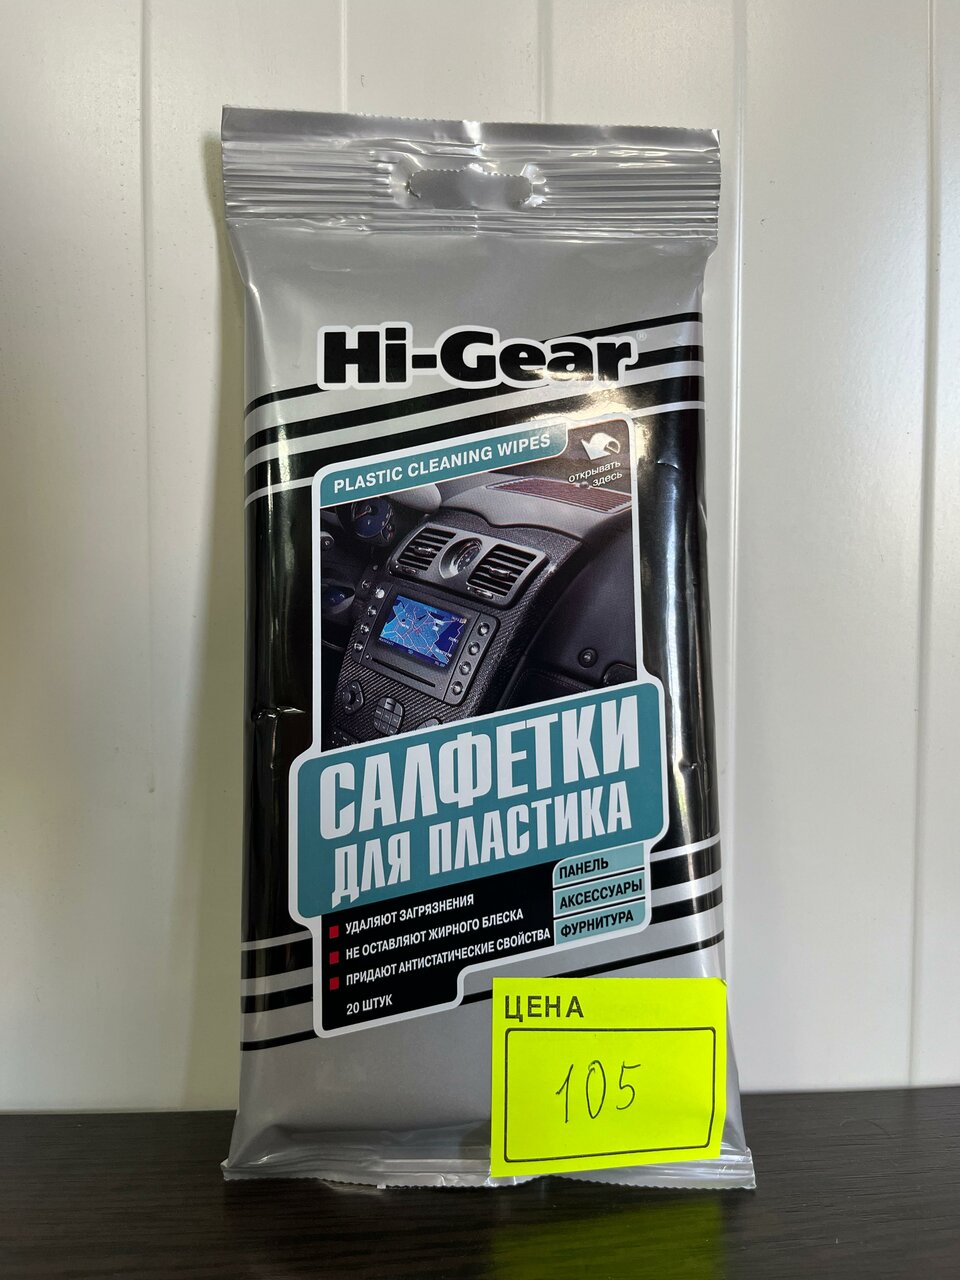 Hi-Gear®
PLASTIC CLEANING WIPES
открывать
здесь
САЛФЕТКИ
ДЛЯ ПЛАСТИКА
ПАНЕЛЬ
АКСЕССУАРЫ
ФУРНИТУРА
УДАЛЯЮТ ЗАГРЯЗНЕНИЯ
НЕ ОСТАВЛЯЮТ ЖИРНОГО БЛЕСКА
ПРИДАЮТ АНТИСТАТИЧЕСКИЕ СВОЙСТВА
20 ШТУК
ЦЕНА
105